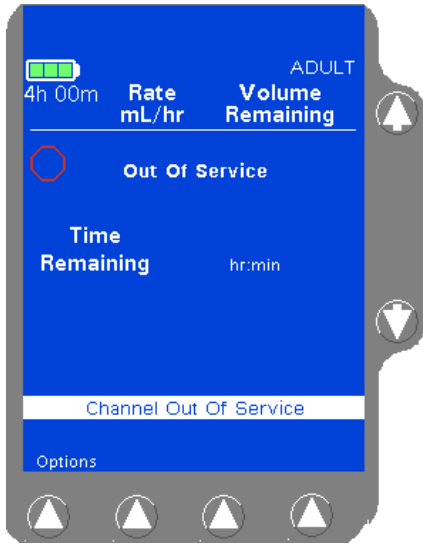 ADULT
4h 00m Rate Volume
mL/hr Remaining
Out Of Service
Time
Remaining hr:min
Channel Out Of Service
Options